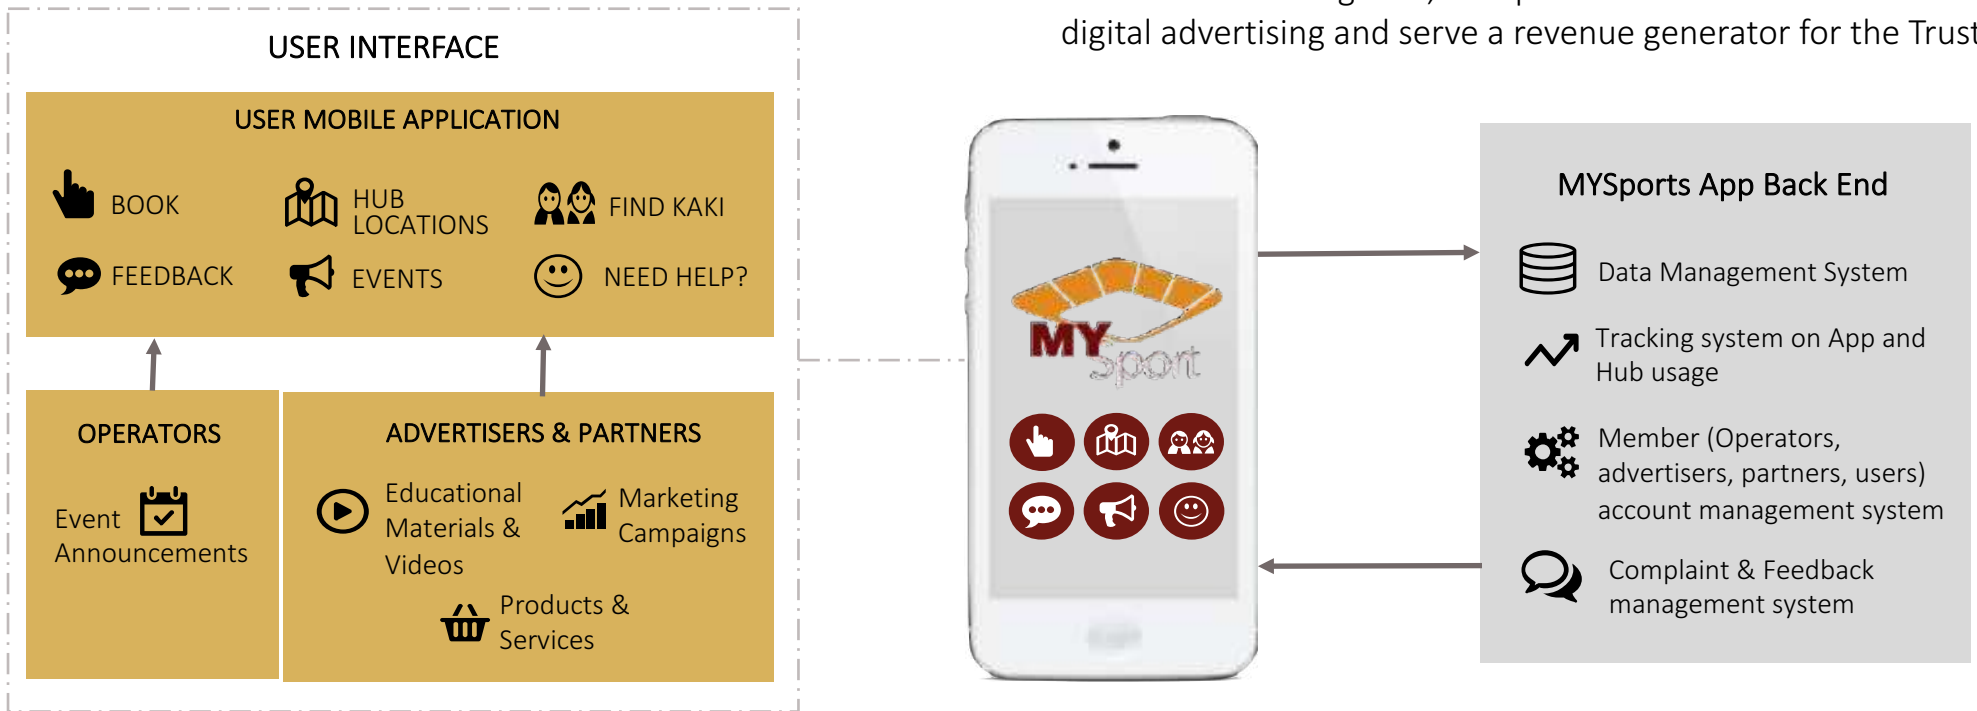 digital advertising and serve a revenue generator for the Trust
USER INTERFACE
USER MOBILE APPLICATION
BOOK
HUB
LOCATIONS
FIND KAKI
FEEDBACK
EVENTS
NEED HELP?
OPERATORS
Event
Announcements
ADVERTISERS & PARTNERS
Educational
Materials &
Videos
Marketing
Campaigns
Products &
Services
MY
Sport
MYSports App Back End
Data Management System
Tracking system on App and
Hub usage
Member (Operators,
advertisers, partners, users)
account management system
Complaint & Feedback
management system